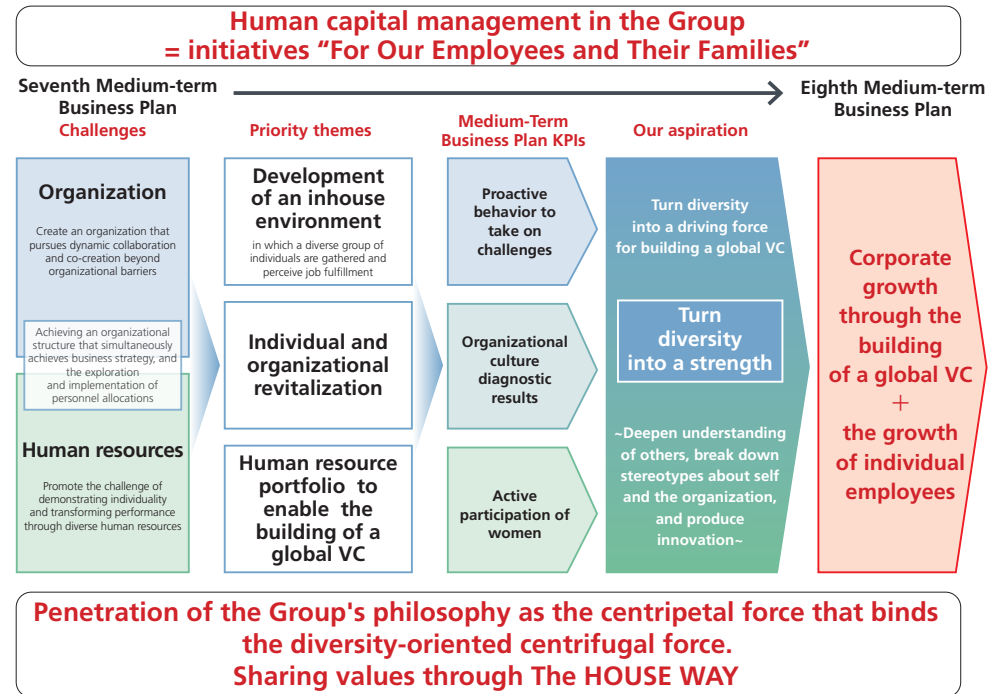 Human capital management in the Group
= initiatives “For Our Employees and Their Families”
Seventh Medium-term
Business Plan
Eighth Medium-term
Business Plan
Challenges
Priority themes
Medium-Term
Business Plan KPIs
Our aspiration
Organization
Create an organization that
pursues dynamic collaboration
and co-creation beyond
organizational barriers
Achieving an organizational
structure that simultaneously
achieves business strategy, and
the exploration
and implementation of
personnel allocations
Human resources
Promote the challenge of
demonstrating individuality
and transforming performance
through diverse human resources
Development
of an inhouse
environment
in which a diverse group of
individuals are gathered and
perceive job fulfillment
Individual and
organizational
revitalization
Human resource
portfolio to
enable the
building of a
global VC
Proactive
behavior to
take on
challenges
Organizational
culture
diagnostic
results
Active
participation of
women
Turn diversity
into a driving force
for building a global VC
Turn
diversity
into a strength
~Deepen understanding
of others, break down
stereotypes about self
and the organization,
and produce
innovation~
Corporate
growth
through the
building
of a global VC
+
the growth
of individual
employees
Penetration of the Group's philosophy as the centripetal force that binds
the diversity-oriented centrifugal force.
Sharing values through The HOUSE WAY